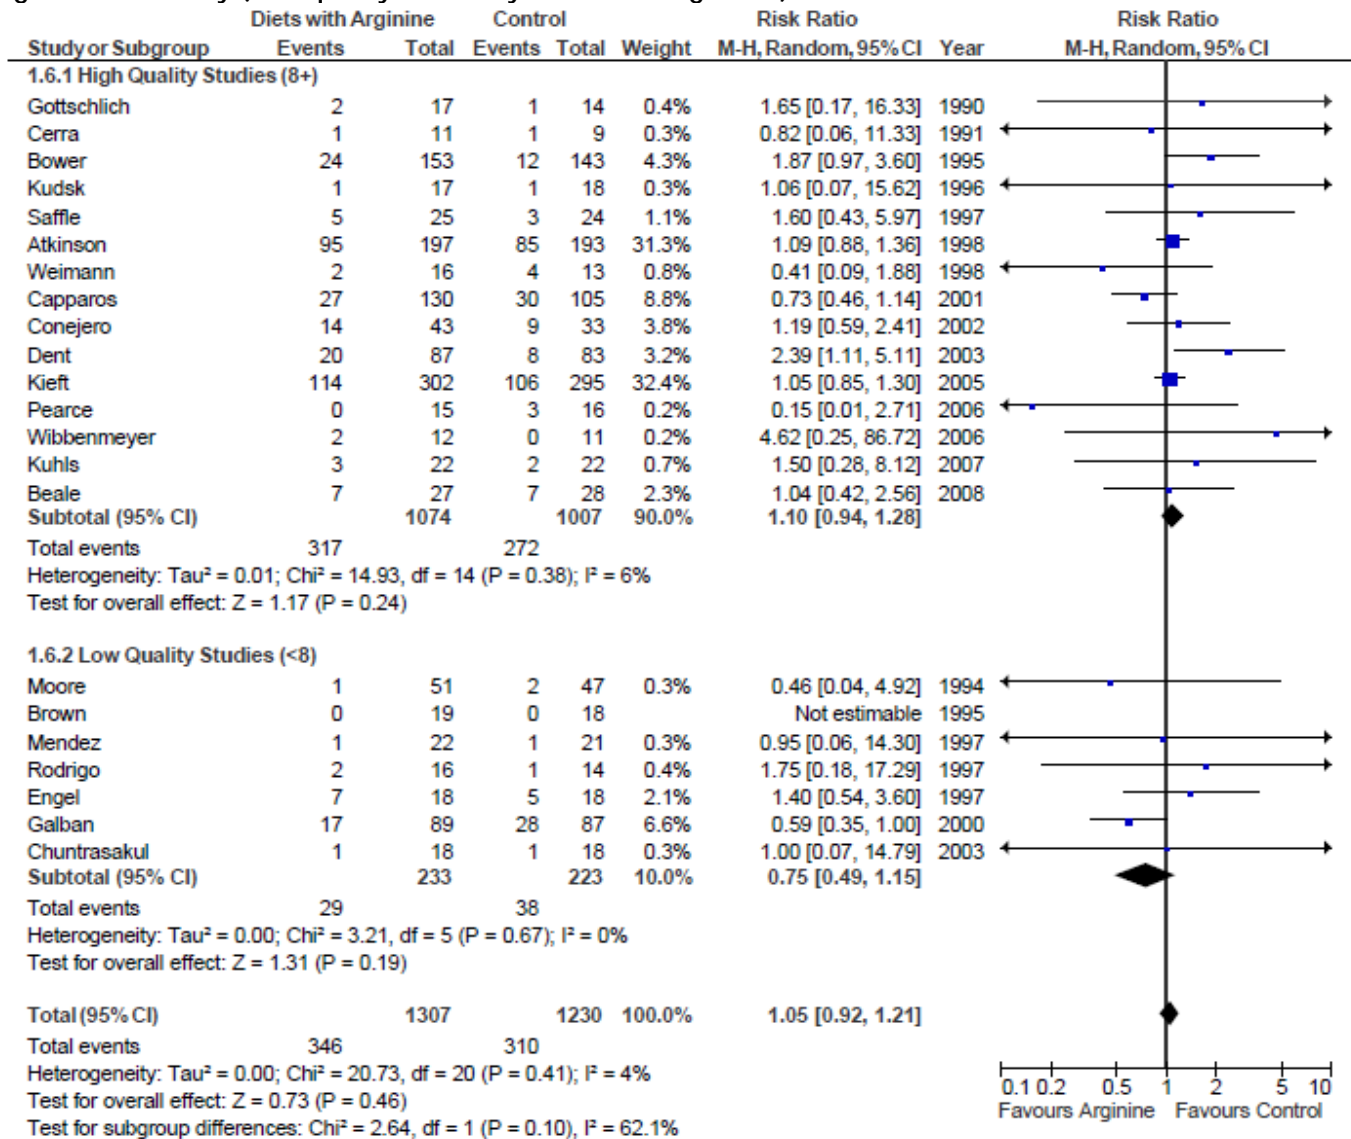 Diets with Arginine Control Risk Ratio Risk Ratio
Study or Subgroup Events Total Events Total Weight M-H, Random, 95% CI Year M-H, Random, 95% CI
1.6.1 High Quality Studies (8+)
Gottschlich 2 17 1 14 0.4% 1.65 [0.17, 16.33] 1990
Cerra 1 11 1 9 0.3% 0.82 [0.06, 11.33] 1991
Bower 24 153 12 143 4.3% 1.87 [0.97, 3.60] 1995
Kudsk 1 17 1 18 0.3% 1.06 [0.07, 15.62] 1996
Saffle 5 25 3 24 1.1% 1.60 [0.43, 5.97] 1997
Atkinson 95 197 85 193 31.3% 1.09 [0.88, 1.36] 1998
Weimann 2 16 4 13 0.8% 0.41 [0.09, 1.88] 1998
Capparos 27 130 30 105 8.8% 0.73 [0.46, 1.14] 2001
Conejero 14 43 9 33 3.8% 1.19 [0.59, 2.41] 2002
Dent 20 87 8 83 3.2% 2.39 [1.11, 5.11] 2003
Kieft 114 302 106 295 32.4% 1.05 [0.85, 1.30] 2005
Pearce 0 15 3 16 0.2% 0.15 [0.01, 2.71] 2006
Wibbenmeyer 2 12 0 11 0.2% 4.62 [0.25, 86.72] 2006
Kuhls 3 22 2 22 0.7% 1.50 [0.28, 8.12] 2007
Beale 7 27 7 28 2.3% 1.04 [0.42, 2.56] 2008
Subtotal (95% CI) 1074 1007 90.0% 1.10 [0.94, 1.28]
Total events 317 272
Heterogeneity: Tau² = 0.01; Chi² = 14.93, df = 14 (P = 0.38); I² = 6%
Test for overall effect: Z = 1.17 (P = 0.24)
1.6.2 Low Quality Studies (<8)
Moore 1 51 2 47 0.3% 0.46 [0.04, 4.92] 1994
Brown 0 19 0 18 Not estimable 1995
Mendez 1 22 1 21 0.3% 0.95 [0.06, 14.30] 1997
Rodrigo 2 16 1 14 0.4% 1.75 [0.18, 17.29] 1997
Engel 7 18 5 18 2.1% 1.40 [0.54, 3.60] 1997
Galban 17 89 28 87 6.6% 0.59 [0.35, 1.00] 2000
Chuntrasakul 1 18 1 18 0.3% 1.00 [0.07, 14.79] 2003
Subtotal (95% CI) 233 223 10.0% 0.75 [0.49, 1.15]
Total events 29 38
Heterogeneity: Tau² = 0.00; Chi² = 3.21, df = 5 (P = 0.67); I² = 0%
Test for overall effect: Z = 1.31 (P = 0.19)
Total (95% CI) 1307 1230 100.0% 1.05 [0.92, 1.21]
Total events 346 310
Heterogeneity: Tau² = 0.00; Chi² = 20.73, df = 20 (P = 0.41); I² = 4%
Test for overall effect: Z = 0.73 (P = 0.46)
Test for subgroup differences: Chi² = 2.64, df = 1 (P = 0.10), I² = 62.1%
0.1 0.2 0.5 1 2 5 10
Favours Arginine Favours Control